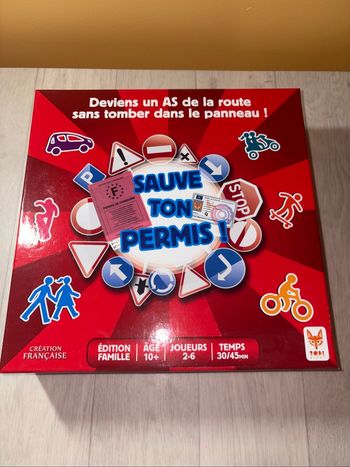 Deviens un AS de la route
sans tomber dans le panneau !
P
!
F
STOP
SAUVE
TON
PERMIS !
CRÉATION
FRANÇAISE
ÉDITION
FAMILLE
ÂGE
10+
JOUEURS
2-6
TEMPS
30/45MIN
TOPI